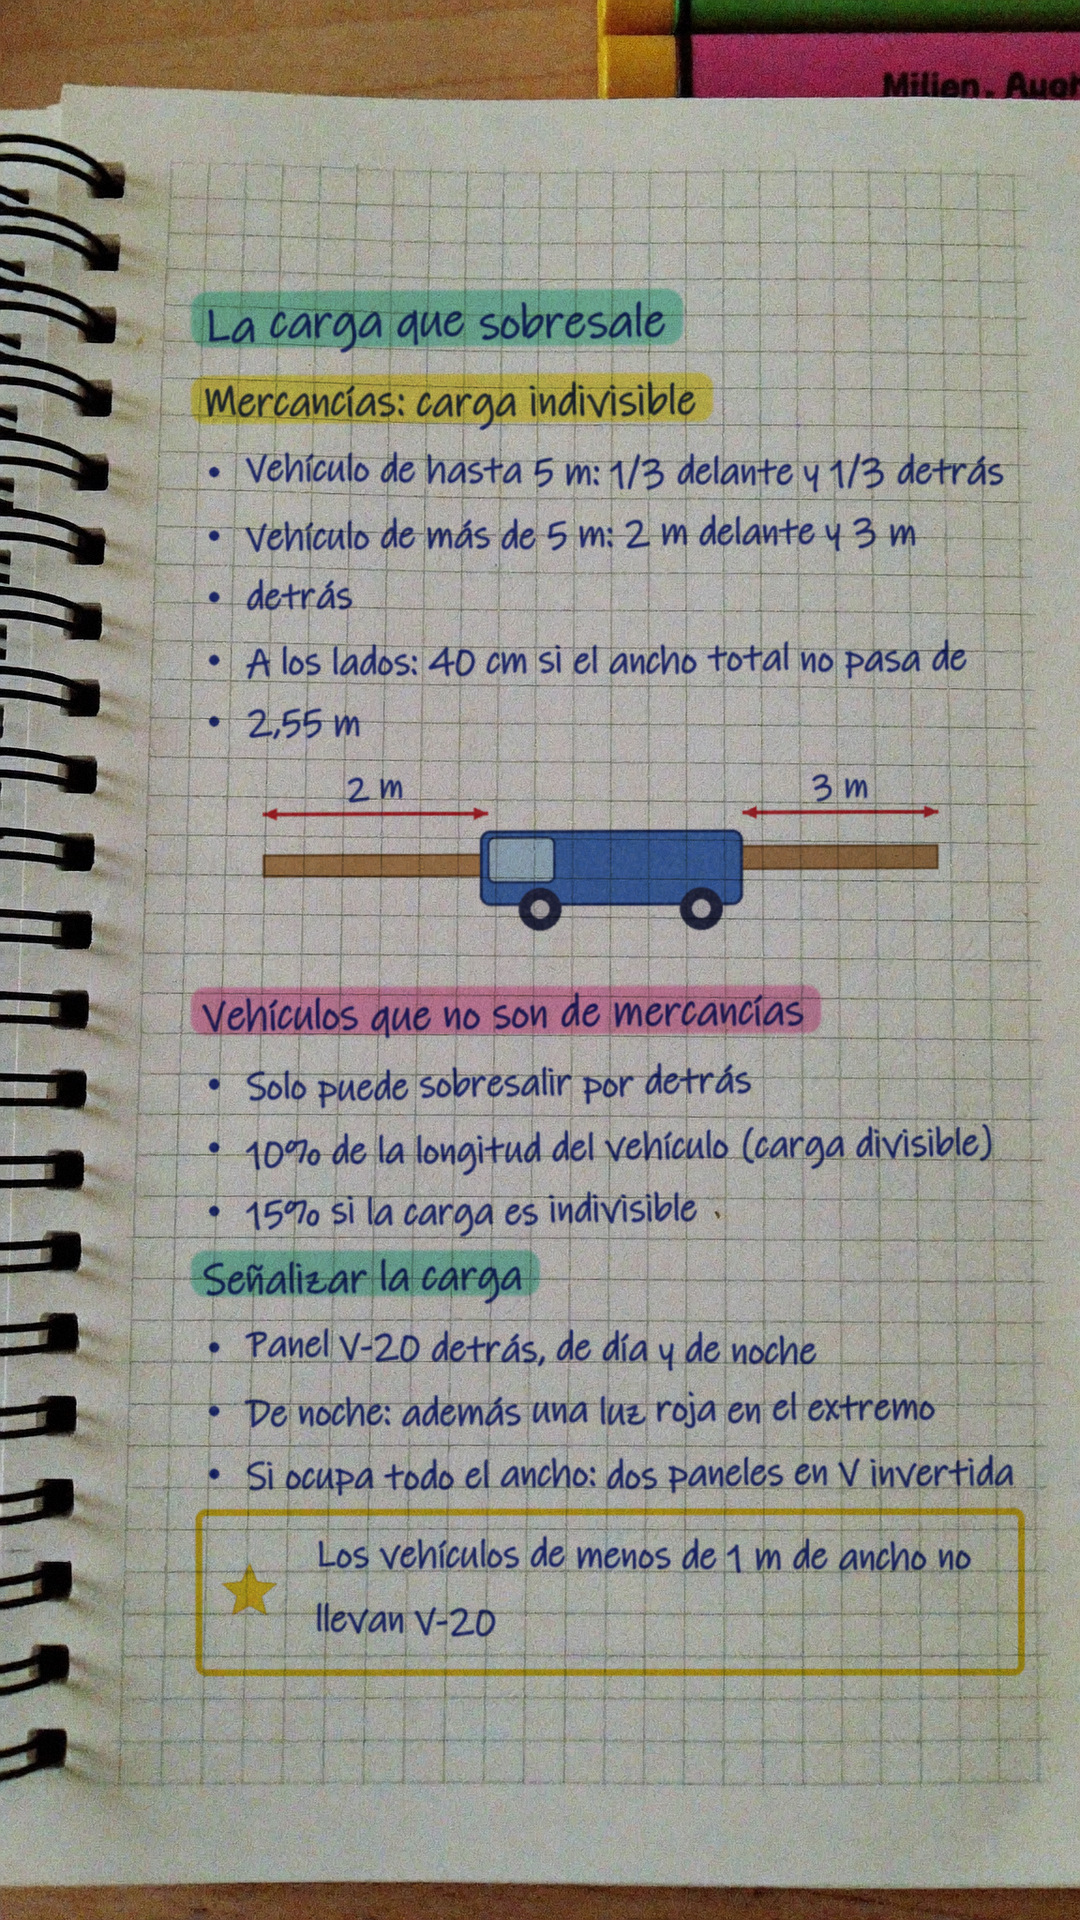 Milien. Augh
La carga que sobresale
Mercancías: carga indivisible
• Vehículo de hasta 5 m: 1/3 delante y 1/3 detrás
• Vehículo de más de 5 m: 2 m delante y 3 m
• detrás
• A los lados: 40 cm si el ancho total no pasa de
• 2,55 m
2 m
3 m
Vehículos que no son de mercancías
• Solo puede sobresalir por detrás
• 10% de la longitud del vehículo (carga divisible)
• 15% si la carga es indivisible
Señalizar la carga
• Panel V-20 detrás, de día y de noche
• De noche: además una luz roja en el extremo
• Si ocupa todo el ancho: dos paneles en V invertida
Los vehículos de menos de 1 m de ancho no
llevan V-20